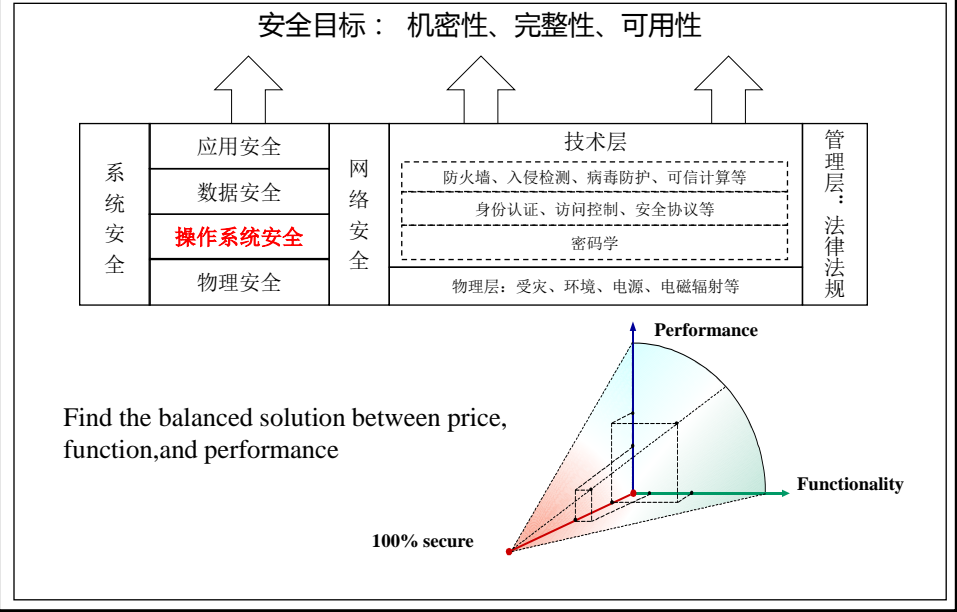 安全目标： 机密性、完整性、可用性
系统安全
应用安全
数据安全
操作系统安全
物理安全
网络安全
技术层
防火墙、入侵检测、病毒防护、可信计算等
身份认证、访问控制、安全协议等
密码学
物理层：受灾、环境、电源、电磁辐射等
管理层：法律法规
Performance
Find the balanced solution between price,
function,and performance
Functionality
100% secure